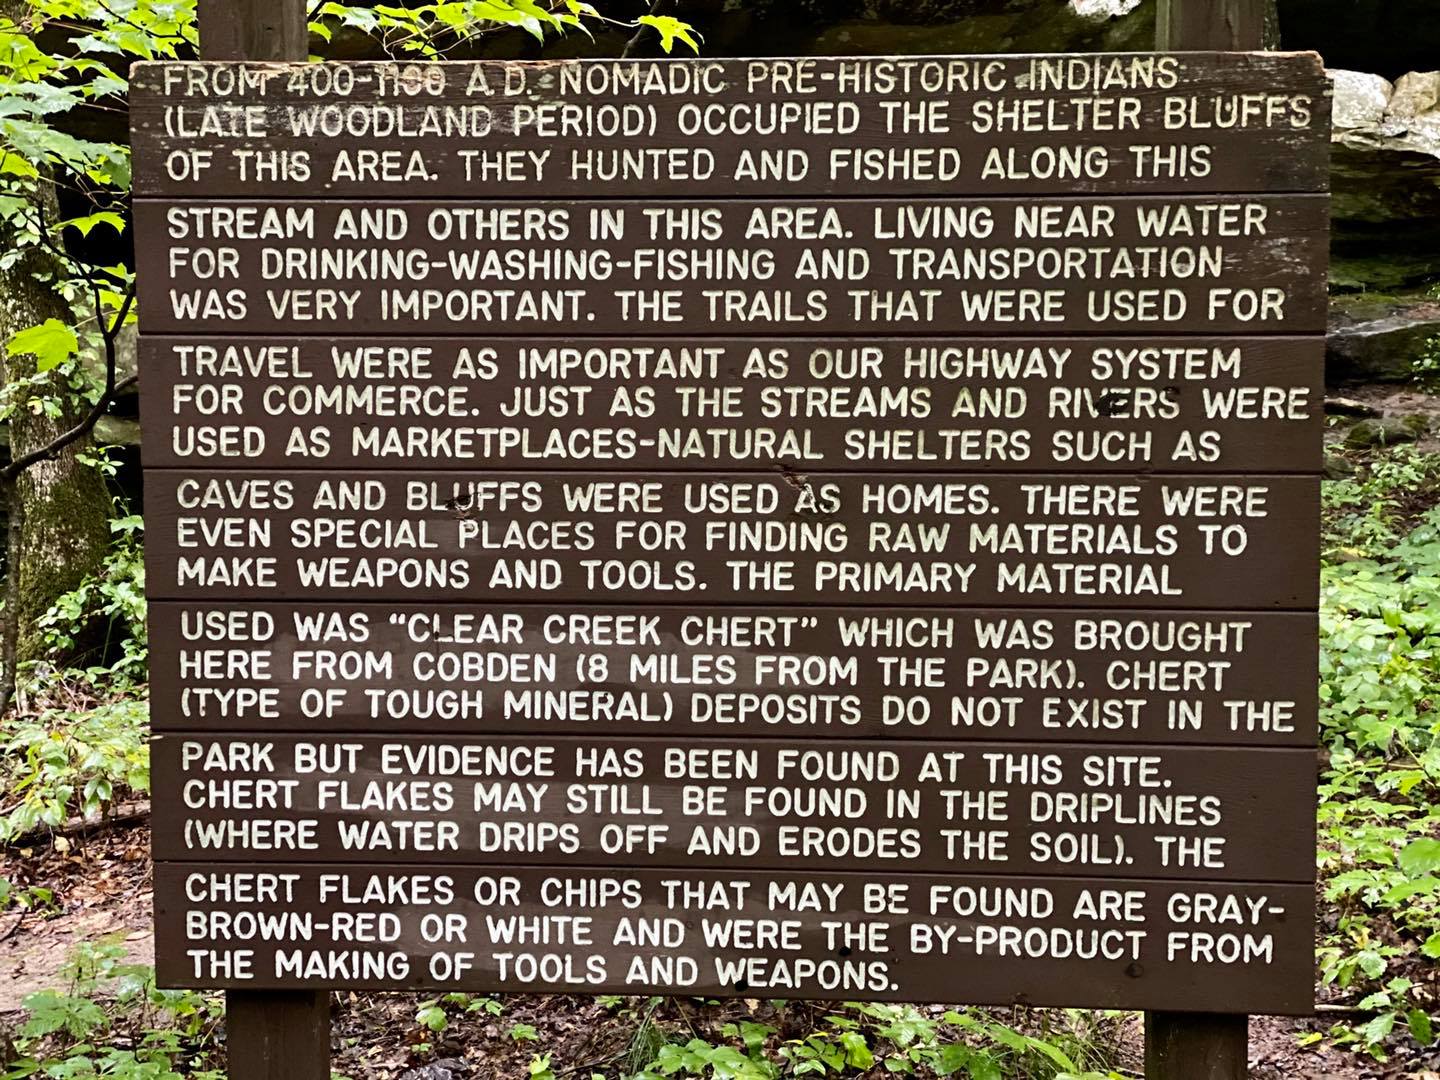 FROM 400-1100 A.D. NOMADIC PRE-HISTORIC INDIANS
(LATE WOODLAND PERIOD) OCCUPIED THE SHELTER BLUFFS
OF THIS AREA. THEY HUNTED AND FISHED ALONG THIS
STREAM AND OTHERS IN THIS AREA. LIVING NEAR WATER
FOR DRINKING-WASHING-FISHING AND TRANSPORTATION
WAS VERY IMPORTANT. THE TRAILS THAT WERE USED FOR
TRAVEL WERE AS IMPORTANT AS OUR HIGHWAY SYSTEM
FOR COMMERCE. JUST AS THE STREAMS AND RIVERS WERE
USED AS MARKETPLACES-NATURAL SHELTERS SUCH AS
CAVES AND BLUFFS WERE USED AS HOMES. THERE WERE
EVEN SPECIAL PLACES FOR FINDING RAW MATERIALS TO
MAKE WEAPONS AND TOOLS. THE PRIMARY MATERIAL
USED WAS "CLEAR CREEK CHERT" WHICH WAS BROUGHT
HERE FROM COBDEN (8 MILES FROM THE PARK). CHERT
(TYPE OF TOUGH MINERAL) DEPOSITS DO NOT EXIST IN THE
PARK BUT EVIDENCE HAS BEEN FOUND AT THIS SITE.
CHERT FLAKES MAY STILL BE FOUND IN THE DRIPLINES
(WHERE WATER DRIPS OFF AND ERODES THE SOIL). THE
CHERT FLAKES OR CHIPS THAT MAY BE FOUND ARE GRAY-
BROWN-RED OR WHITE AND WERE THE BY-PRODUCT FROM
THE MAKING OF TOOLS AND WEAPONS.